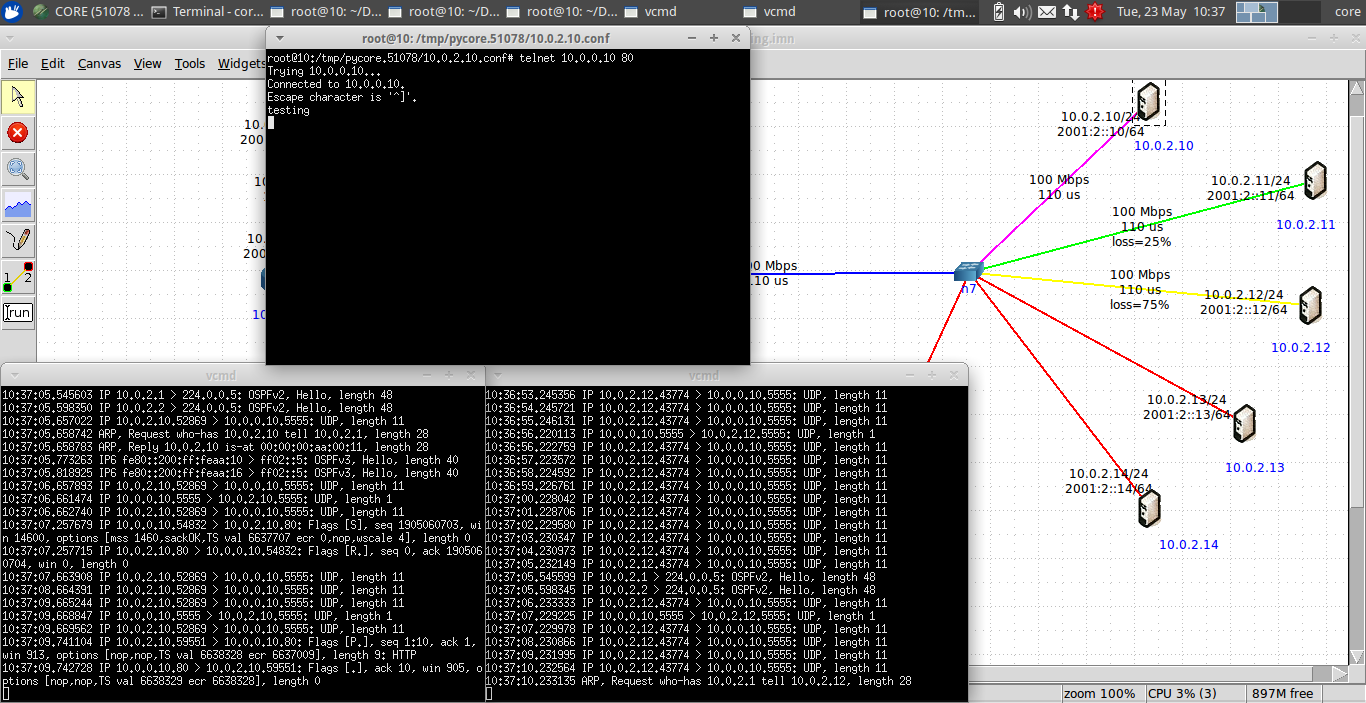 CORE (51078 ...
Terminal - cor...
root@10: ~/D...
root@10: ~/D...
root@10: ~/D...
vcmd
vcmd
root@10: /tm...
Tue, 23 May 10:37
core
root@10: /tmp/pycore.51078/10.0.2.10.conf
ing.imn
File Edit Canvas View Tools Widgets
root@10:/tmp/pycore.51078/10.0.2.10.conf# telnet 10.0.0.10 80
Trying 10.0.0.10...
Connected to 10.0.0.10.
Escape character is '^]'.
testing
10.0.2.10/24
2001:2::10/64
10.0.2.10
100 Mbps
110 us
10.0.2.11/24
2001:2::11/64
10.0.2.11
100 Mbps
110 us
loss=25%
n7
100 Mbps
110 us
loss=75%
10.0.2.12/24
2001:2::12/64
10.0.2.12
10.0.2.13/24
2001:2::13/64
10.0.2.13
10.0.2.14/24
2001:2::14/64
10.0.2.14
1 2
run
vcmd
10:37:05.545603 IP 10.0.2.1 > 224.0.0.5: OSPFv2, Hello, length 48
10:37:05.598350 IP 10.0.2.2 > 224.0.0.5: OSPFv2, Hello, length 48
10:37:05.657022 IP 10.0.2.10.52869 > 10.0.0.10.5555: UDP, length 11
10:37:05.658742 ARP, Request who-has 10.0.2.10 tell 10.0.2.1, length 28
10:37:05.658783 ARP, Reply 10.0.2.10 is-at 00:00:00:aa:00:11, length 28
10:37:05.773263 IP6 fe80::200:ff:feaa:10 > ff02::5: OSPFv3, Hello, length 40
10:37:05.818925 IP6 fe80::200:ff:feaa:16 > ff02::5: OSPFv3, Hello, length 40
10:37:06.657893 IP 10.0.2.10.52869 > 10.0.0.10.5555: UDP, length 11
10:37:06.661474 IP 10.0.0.10.5555 > 10.0.2.10.5555: UDP, length 1
10:37:06.662740 IP 10.0.2.10.52869 > 10.0.0.10.5555: UDP, length 11
10:37:07.257679 IP 10.0.0.10.54832 > 10.0.2.10.80: Flags [S], seq 1905060703, wi
n 14600, options [mss 1460,sackOK,TS val 6637707 ecr 0,nop,wscale 4], length 0
10:37:07.257715 IP 10.0.2.10.80 > 10.0.0.10.54832: Flags [R.], seq 0, ack 190506
0704, win 0, length 0
10:37:07.663908 IP 10.0.2.10.52869 > 10.0.0.10.5555: UDP, length 11
10:37:08.664391 IP 10.0.2.10.52869 > 10.0.0.10.5555: UDP, length 11
10:37:09.665244 IP 10.0.2.10.52869 > 10.0.0.10.5555: UDP, length 11
10:37:09.668847 IP 10.0.0.10.5555 > 10.0.2.10.5555: UDP, length 1
10:37:09.669562 IP 10.0.2.10.52869 > 10.0.0.10.5555: UDP, length 11
10:37:09.741104 IP 10.0.2.10.59551 > 10.0.0.10.80: Flags [P.], seq 1:10, ack 1,
win 913, options [nop,nop,TS val 6638328 ecr 6637009], length 9: HTTP
10:37:09.742728 IP 10.0.0.10.80 > 10.0.2.10.59551: Flags [.], ack 10, win 905, o
ptions [nop,nop,TS val 6638329 ecr 6638328], length 0
vcmd
10:36:53.245356 IP 10.0.2.12.43774 > 10.0.0.10.5555: UDP, length 11
10:36:54.245721 IP 10.0.2.12.43774 > 10.0.0.10.5555: UDP, length 11
10:36:55.246131 IP 10.0.2.12.43774 > 10.0.0.10.5555: UDP, length 11
10:36:56.220113 IP 10.0.0.10.5555 > 10.0.2.12.5555: UDP, length 1
10:36:56.222759 IP 10.0.2.12.43774 > 10.0.0.10.5555: UDP, length 11
10:36:57.223572 IP 10.0.2.12.43774 > 10.0.0.10.5555: UDP, length 11
10:36:58.224592 IP 10.0.2.12.43774 > 10.0.0.10.5555: UDP, length 11
10:36:59.226761 IP 10.0.2.12.43774 > 10.0.0.10.5555: UDP, length 11
10:37:00.228042 IP 10.0.2.12.43774 > 10.0.0.10.5555: UDP, length 11
10:37:01.228706 IP 10.0.2.12.43774 > 10.0.0.10.5555: UDP, length 11
10:37:02.229580 IP 10.0.2.12.43774 > 10.0.0.10.5555: UDP, length 11
10:37:03.230347 IP 10.0.2.12.43774 > 10.0.0.10.5555: UDP, length 11
10:37:04.230973 IP 10.0.2.12.43774 > 10.0.0.10.5555: UDP, length 11
10:37:05.232149 IP 10.0.2.12.43774 > 10.0.0.10.5555: UDP, length 11
10:37:05.545599 IP 10.0.2.1 > 224.0.0.5: OSPFv2, Hello, length 48
10:37:05.598345 IP 10.0.2.2 > 224.0.0.5: OSPFv2, Hello, length 48
10:37:06.233333 IP 10.0.2.12.43774 > 10.0.0.10.5555: UDP, length 11
10:37:07.229225 IP 10.0.0.10.5555 > 10.0.2.12.5555: UDP, length 1
10:37:07.229978 IP 10.0.2.12.43774 > 10.0.0.10.5555: UDP, length 11
10:37:08.230866 IP 10.0.2.12.43774 > 10.0.0.10.5555: UDP, length 11
10:37:09.231995 IP 10.0.2.12.43774 > 10.0.0.10.5555: UDP, length 11
10:37:10.232564 IP 10.0.2.12.43774 > 10.0.0.10.5555: UDP, length 11
10:37:10.233135 ARP, Request who-has 10.0.2.1 tell 10.0.2.12, length 28
zoom 100%
CPU 3% (3)
897M free